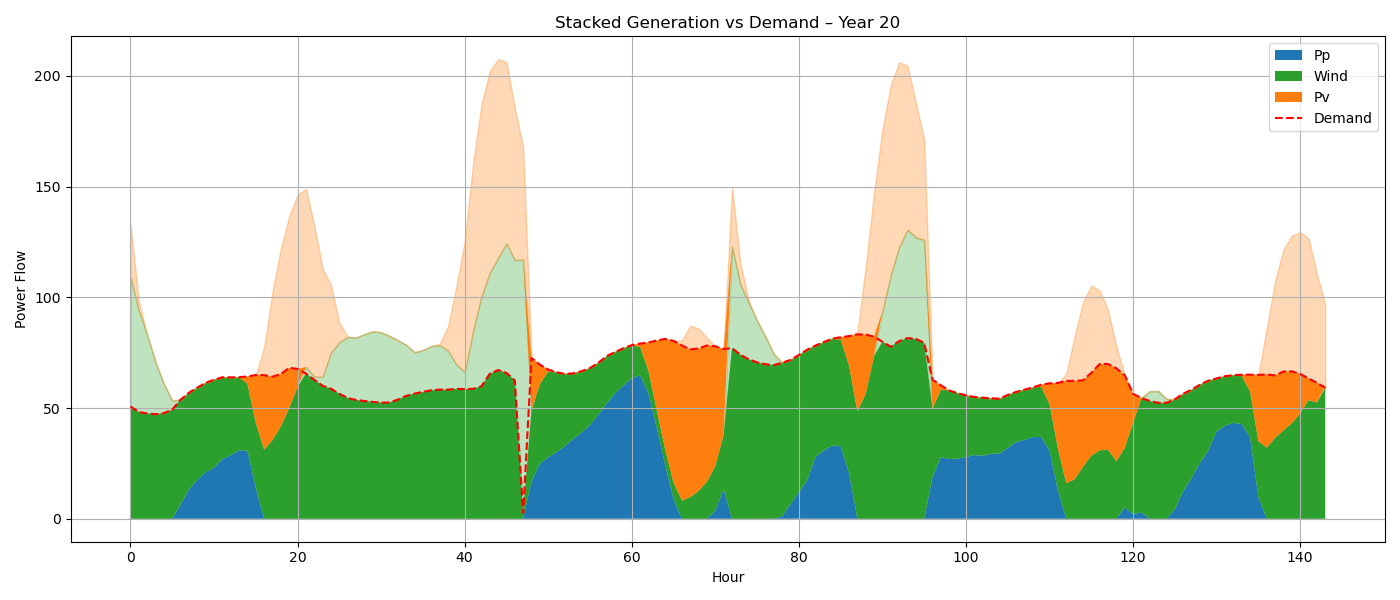 Stacked Generation vs Demand – Year 20
Power Flow
200
150
100
50
0
0 20 40 60 80 100 120 140
Hour
Pp
Wind
Pv
Demand